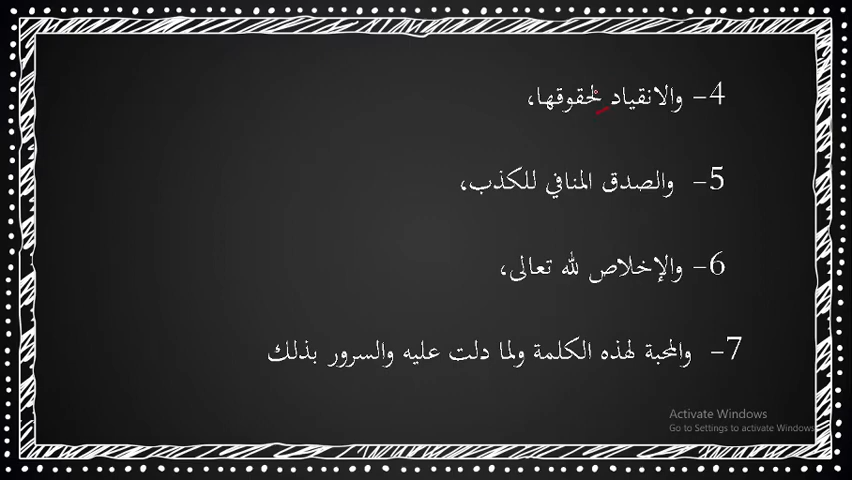 4- والانقياد لحقوقها،
5- والصدق المنافي للكذب،
6- والإخلاص لله تعالى،
7- والمحبة لهذه الكلمة ولما دلت عليه والسرور بذلك
Activate Windows
Go to Settings to activate Windows.